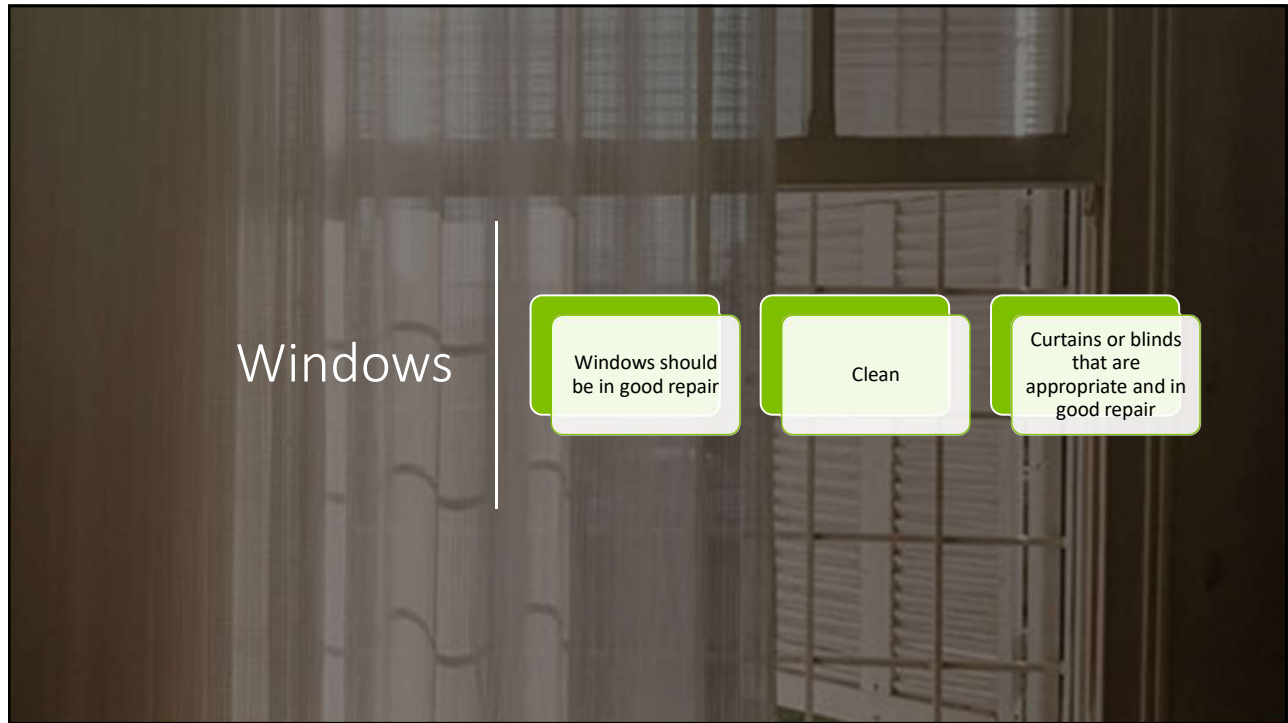 Windows
Windows should
be in good repair
Clean
Curtains or blinds
that are
appropriate and in
good repair